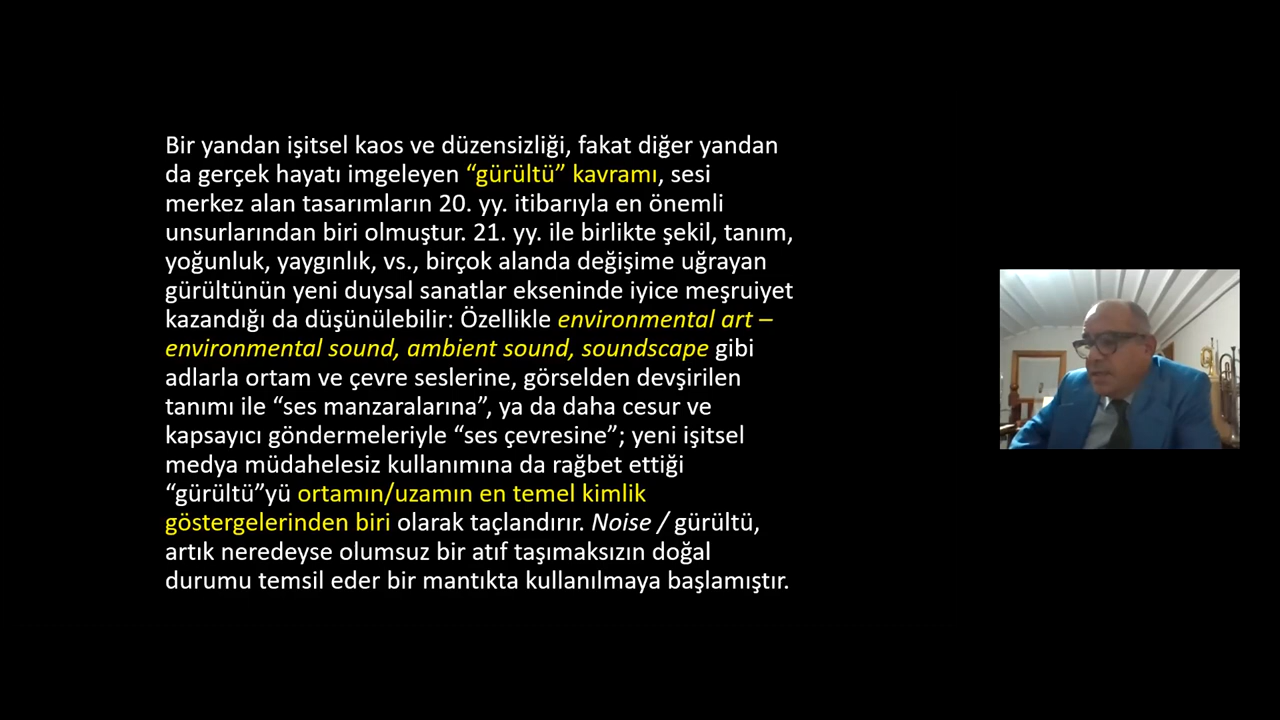 Bir yandan işitsel kaos ve düzensizliği, fakat diğer yandan
da gerçek hayatı imgeleyen “gürültü” kavramı, sesi
merkez alan tasarımların 20. yy. itibarıyla en önemli
unsurlarından biri olmuştur. 21. yy. ile birlikte şekil, tanım,
yoğunluk, yaygınlık, vs., birçok alanda değişime uğrayan
gürültünün yeni duysal sanatlar ekseninde iyice meşruiyet
kazandığı da düşünülebilir: Özellikle environmental art –
environmental sound, ambient sound, soundscape gibi
adlarla ortam ve çevre seslerine, görselden devşirilen
tanımı ile “ses manzaralarına”, ya da daha cesur ve
kapsayıcı göndermeleriyle “ses çevresine”; yeni işitsel
medya müdahelesiz kullanımına da rağbet ettiği
“gürültü”yü ortamın/uzamın en temel kimlik
göstergelerinden biri olarak taçlandırır. Noise / gürültü,
artık neredeyse olumsuz bir atıf taşımaksızın doğal
durumu temsil eder bir mantıkta kullanılmaya başlamıştır.